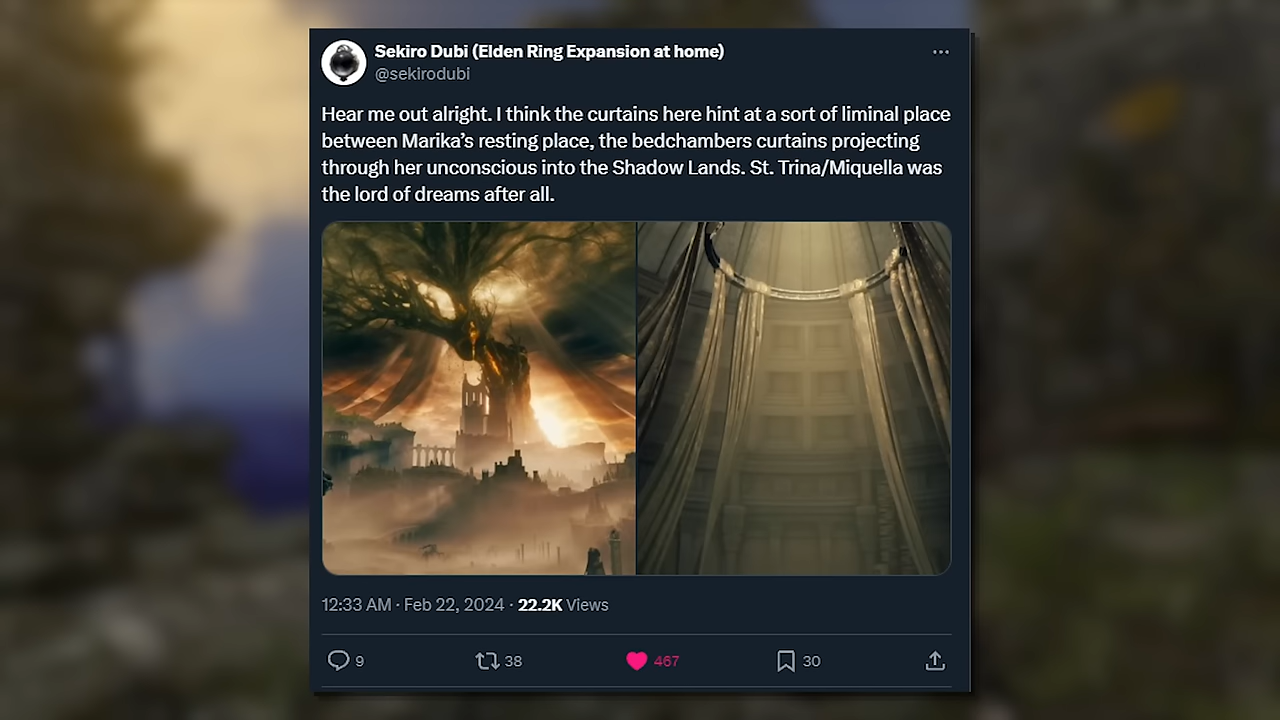 Sekiro Dubi (Elden Ring Expansion at home)
@sekirodubi
Hear me out alright. I think the curtains here hint at a sort of liminal place
between Marika’s resting place, the bedchambers curtains projecting
through her unconscious into the Shadow Lands. St. Trina/Miquella was
the lord of dreams after all.
12:33 AM · Feb 22, 2024 · 22.2K Views
9 38 467 30